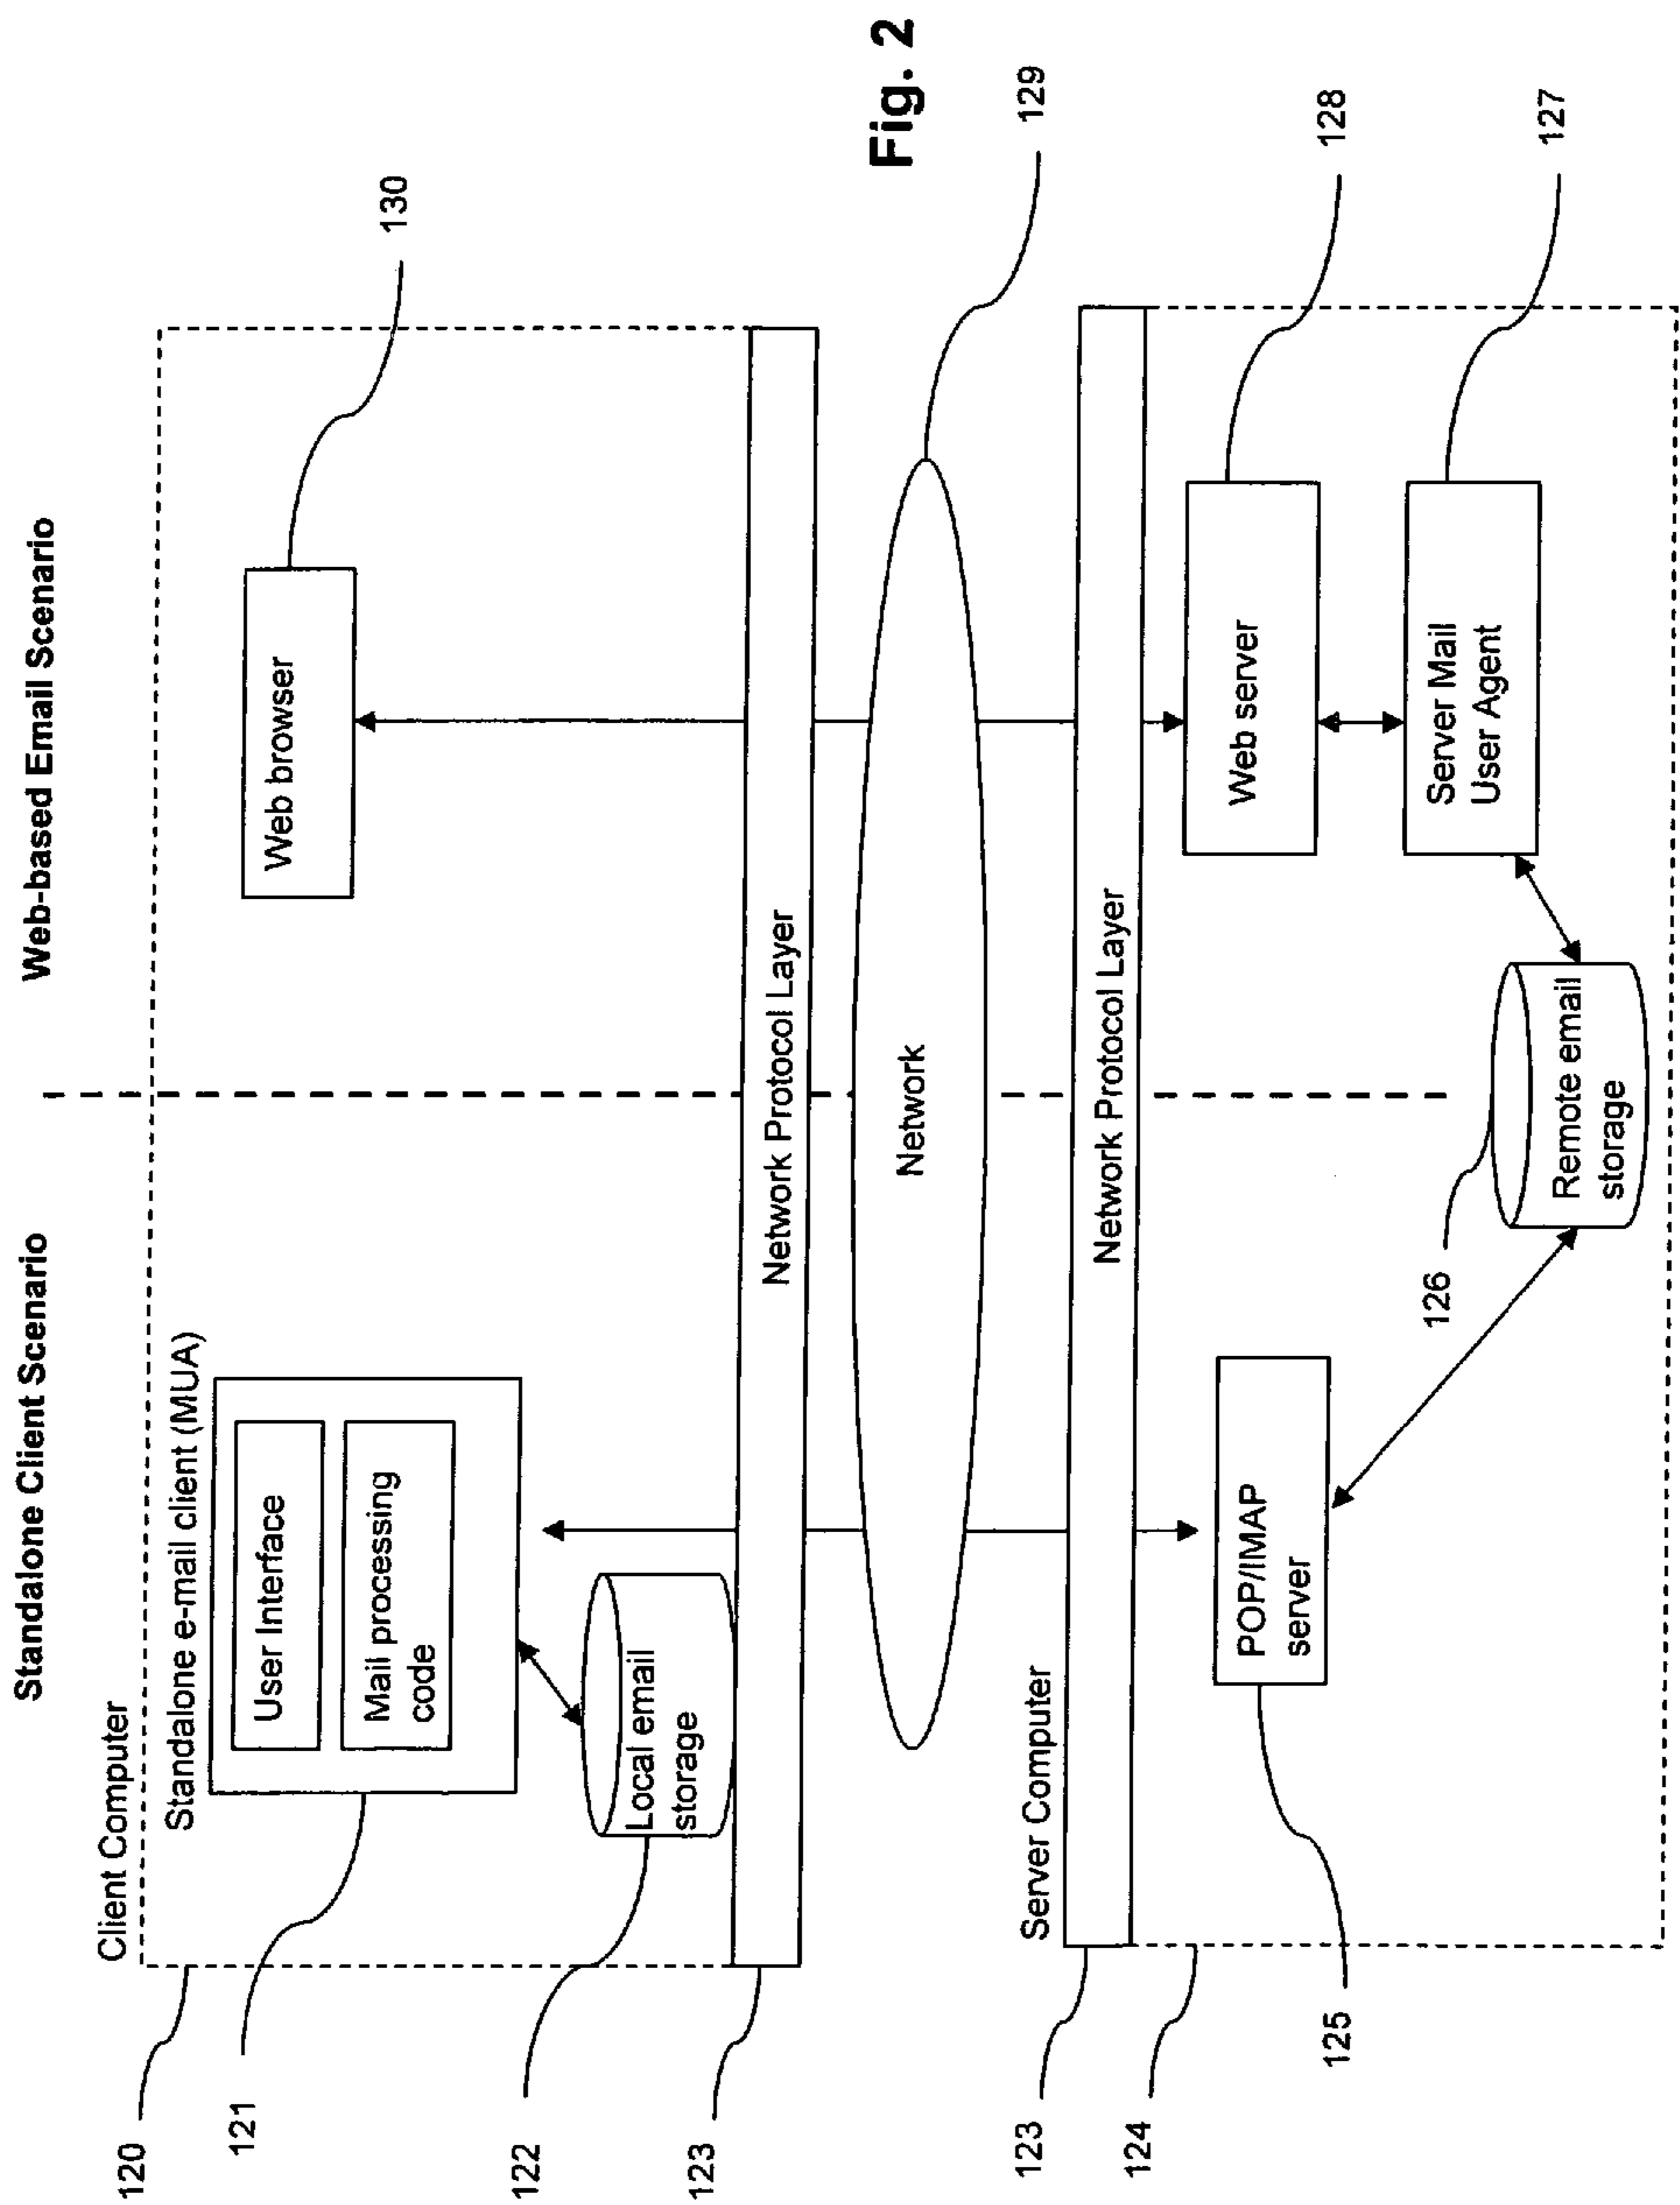 Standalone Client Scenario
Web-based Email Scenario
Client Computer
120
Standalone e-mail client (MUA)
User Interface
Mail processing
code
121
Web browser
130
Local email
storage
122
Network Protocol Layer
123
Network
Fig. 2
129
Server Computer
Network Protocol Layer
123
124
POP/IMAP
server
125
Web server
128
Server Mail
User Agent
127
126
Remote email
storage